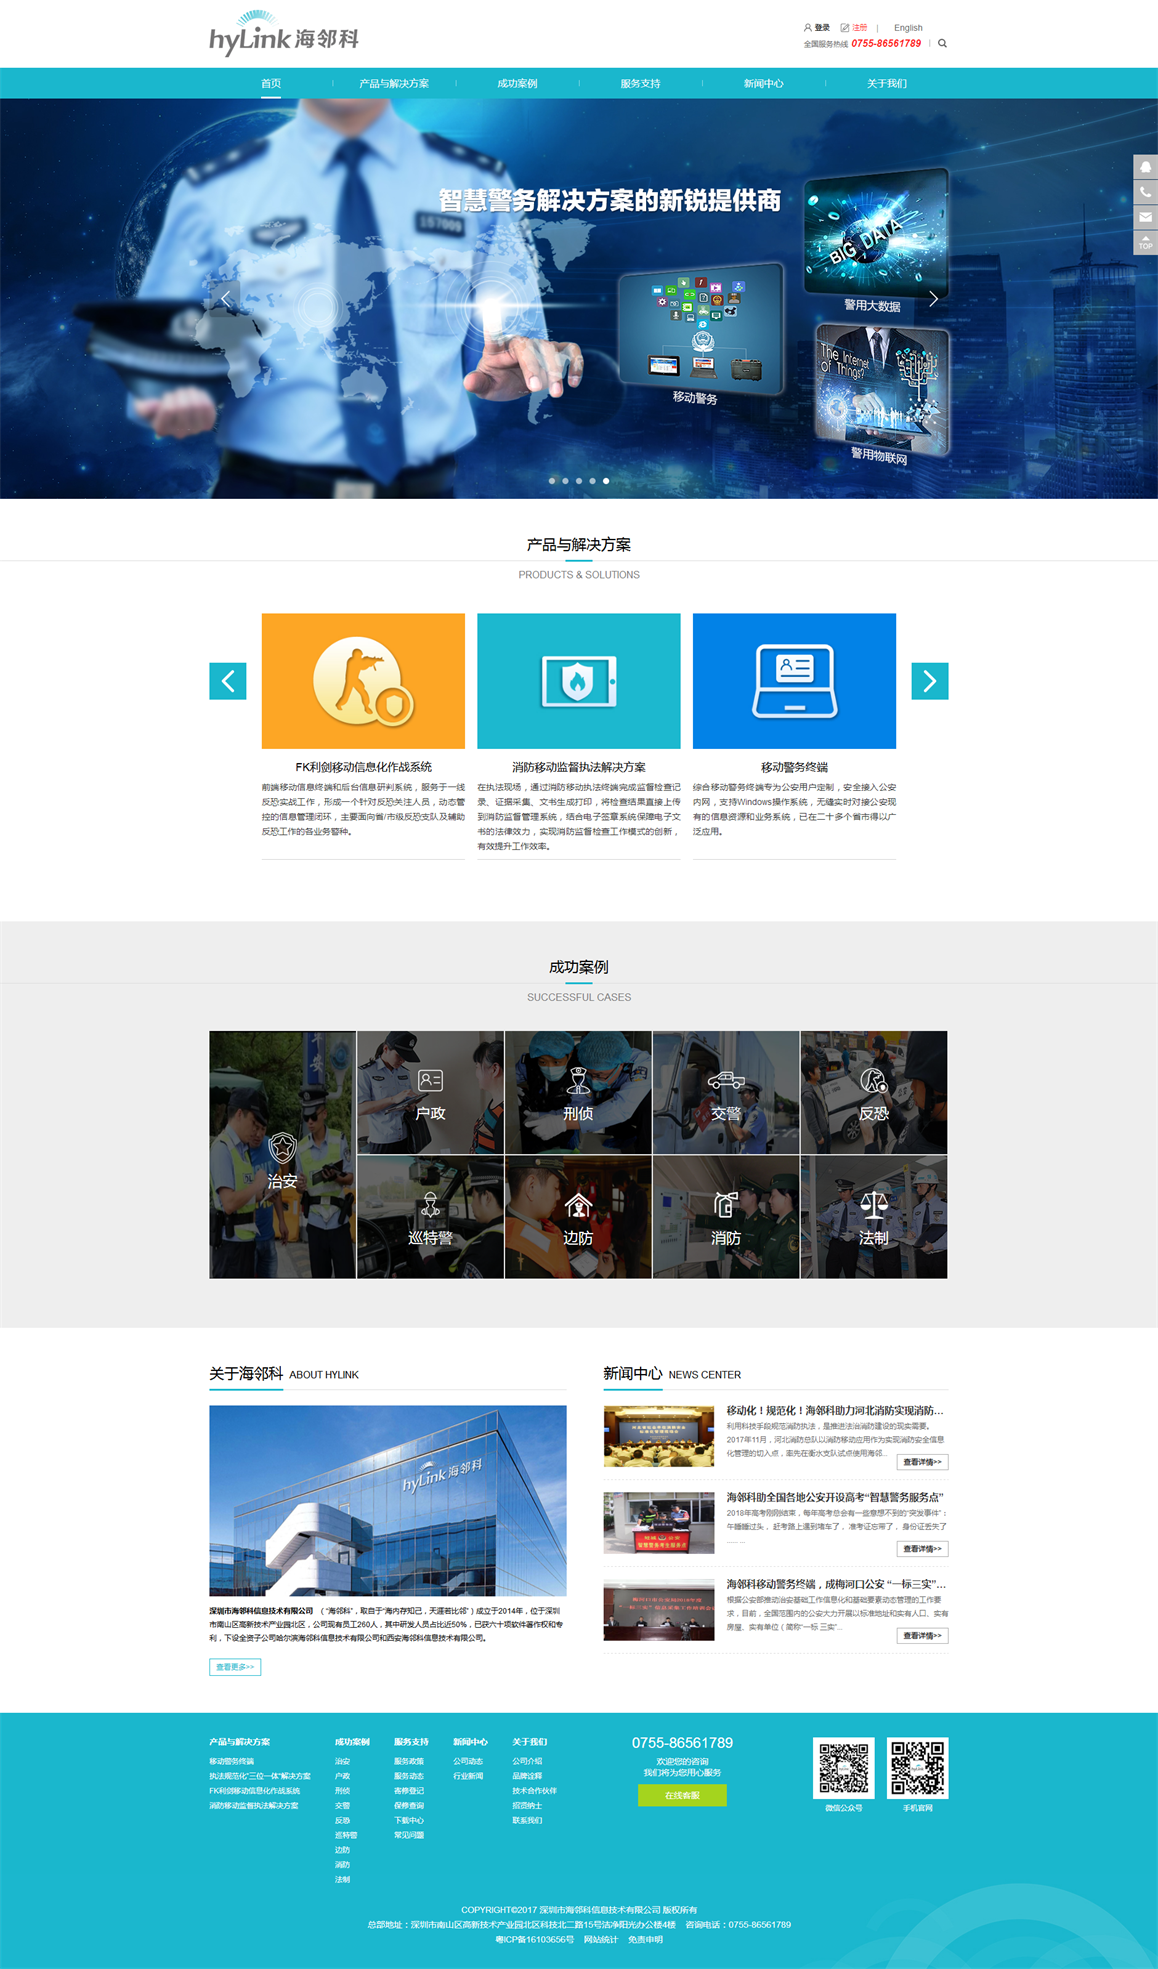 hyLink 海邻科
登录 注册 | English
全国服务热线 0755-86561789
首页 产品与解决方案 成功案例 服务支持 新闻中心 关于我们
智慧警务解决方案的新锐提供商
BIG DATA
警用大数据
移动警务
The Internet
of Things?
警用物联网
TOP
产品与解决方案
PRODUCTS & SOLUTIONS
FK利剑移动信息化作战系统
前端移动信息终端和后台信息研判系统，服务于一线
反恐实战工作，形成一个针对反恐关注人员，动态管
控的信息管理闭环，主要面向省/市级反恐支队及辅助
反恐工作的各业务警种。
消防移动监督执法解决方案
在执法现场，通过消防移动执法终端完成监督检查记
录、证据采集、文书生成打印，将检查结果直接上传
到消防监督管理系统，结合电子签章系统保障电子文
书的法律效力，实现消防监督检查工作模式的创新，
有效提升工作效率。
移动警务终端
综合移动警务终端专为公安用户定制，安全接入公安
内网，支持Windows操作系统，无缝实时对接公安现
有的信息资源和业务系统，已在二十多个省市得以广
泛应用。
成功案例
SUCCESSFUL CASES
治安
户政
刑侦
交警
反恐
巡特警
边防
消防
法制
关于海邻科 ABOUT HYLINK
hyLink 海邻科
深圳市海邻科信息技术有限公司 （“海邻科”，取自于“海内存知己，天涯若比邻”）成立于2014年，位于深圳
市南山区高新技术产业园北区，公司现有员工260人，其中研发人员占比近50%，已获六十项软件著作权和专
利，下设全资子公司哈尔滨海邻科信息技术有限公司和西安海邻科信息技术有限公司。
查看更多>>
新闻中心 NEWS CENTER
移动化！规范化！海邻科助力河北消防实现消防...
利用科技手段规范消防执法，是推进法治消防建设的现实需要。
2017年11月，河北消防总队以消防移动应用作为实现消防安全信息
化管理的切入点，率先在衡水支队试点使用海邻...
查看详情>>
海邻科助全国各地公安开设高考“智慧警务服务点”
2018年高考刚刚结束，每年高考总会有一些意想不到的“突发事件”：
午睡睡过头，赶考路上遇到堵车了，准考证忘带了，身份证丢失了
...... ...
查看详情>>
海邻科移动警务终端，成梅河口公安 “一标三实”...
根据公安部推动治安基础工作信息化和基础要素动态管理的工作要
求，目前，全国范围内的公安大力开展以标准地址和实有人口、实有
房屋、实有单位（简称“一标 三实”...
查看详情>>
产品与解决方案
移动警务终端
执法规范化“三位一体”解决方案
FK利剑移动信息化作战系统
消防移动监督执法解决方案
成功案例
治安
户政
刑侦
交警
反恐
巡特警
边防
消防
法制
服务支持
服务政策
服务动态
客修登记
保修查询
下载中心
常见问题
新闻中心
公司动态
行业新闻
关于我们
公司介绍
品牌诠释
技术合作伙伴
招贤纳士
联系我们
0755-86561789
欢迎您的咨询
我们将为您用心服务
在线客服
微信公众号
手机官网
COPYRIGHT©2017 深圳市海邻科信息技术有限公司 版权所有
总部地址：深圳市南山区高新技术产业园北区科技北二路15号洁净阳光办公楼4楼 咨询电话：0755-86561789
粤ICP备16103656号 网站统计 免责申明